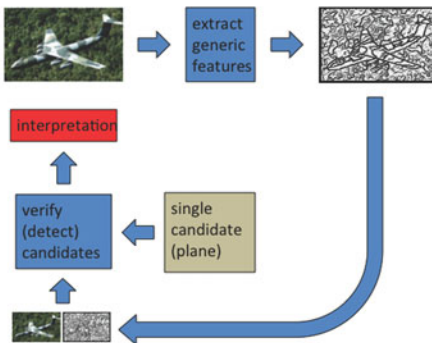 extract
generic
features
interpretation
verify
(detect)
candidates
single
candidate
(plane)